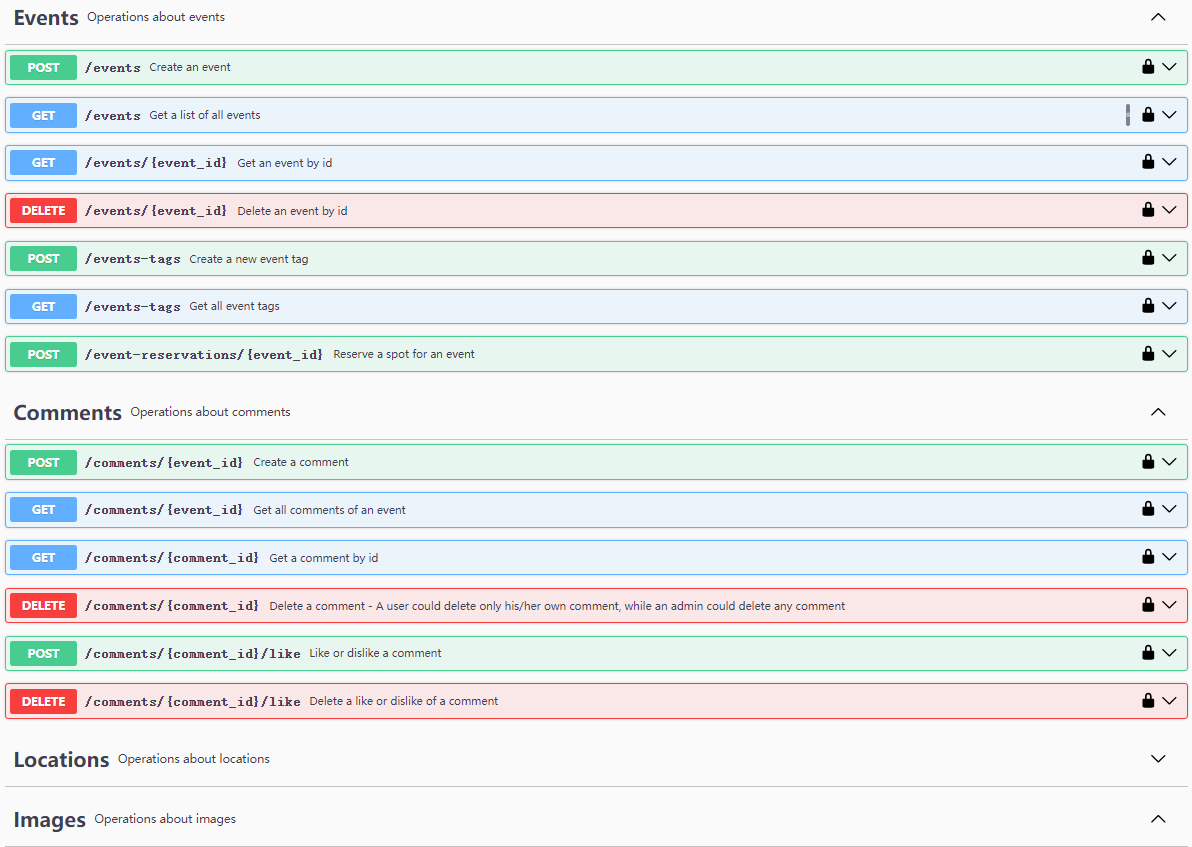 Events Operations about events
POST /events Create an event
GET /events Get a list of all events
GET /events/{event_id} Get an event by id
DELETE /events/{event_id} Delete an event by id
POST /events-tags Create a new event tag
GET /events-tags Get all event tags
POST /event-reservations/{event_id} Reserve a spot for an event
Comments Operations about comments
POST /comments/{event_id} Create a comment
GET /comments/{event_id} Get all comments of an event
GET /comments/{comment_id} Get a comment by id
DELETE /comments/{comment_id} Delete a comment - A user could delete only his/her own comment, while an admin could delete any comment
POST /comments/{comment_id}/like Like or dislike a comment
DELETE /comments/{comment_id}/like Delete a like or dislike of a comment
Locations Operations about locations
Images Operations about images